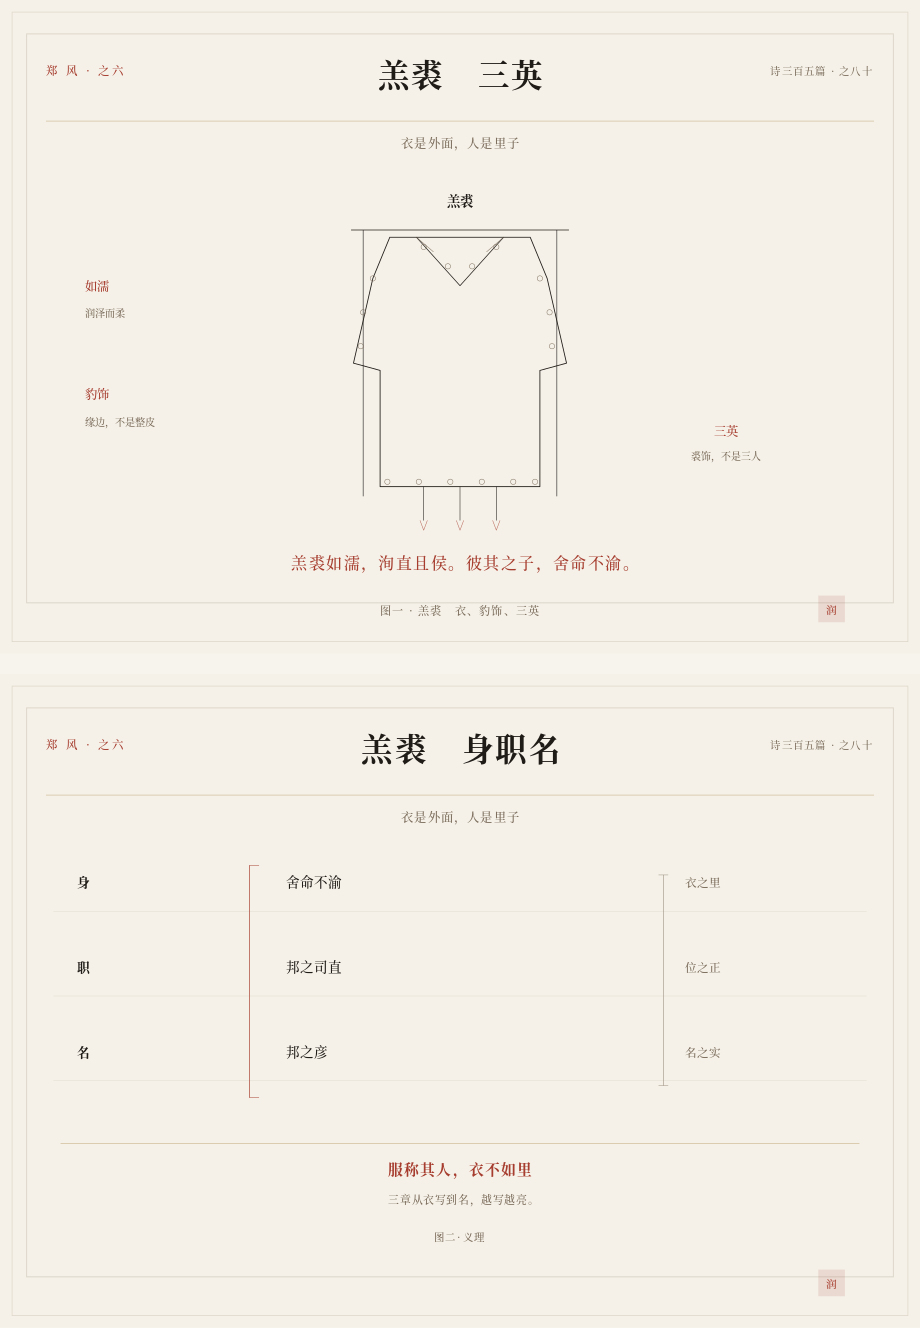 郑 风 · 之六
羔裘　三英
诗三百五篇 · 之八十
衣是外面，人是里子
羔裘
如濡
润泽而柔
豹饰
缘边，不是整皮
三英
裘饰，不是三人
羔裘如濡，洵直且侯。彼其之子，舍命不渝。
图一 · 羔裘　衣、豹饰、三英
润
郑 风 · 之六
羔裘　身职名
诗三百五篇 · 之八十
衣是外面，人是里子
身 舍命不渝 衣之里
职 邦之司直 位之正
名 邦之彦 名之实
服称其人，衣不如里
三章从衣写到名，越写越亮。
图二 · 义理
润